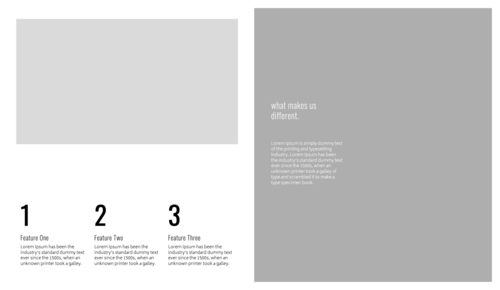 what makes us
different.
Lorem Ipsum is simply dummy text
of the printing and typesetting
industry. Lorem Ipsum has been
the industry's standard dummy text
ever since the 1500s, when an
unknown printer took a galley of
type and scrambled it to make a
type specimen book.
1
2
3
Feature One
Feature Two
Feature Three
Lorem Ipsum has been the
industry's standard dummy text
ever since the 1500s, when an
unknown printer took a galley.
Lorem Ipsum has been the
industry's standard dummy text
ever since the 1500s, when an
unknown printer took a galley.
Lorem Ipsum has been the
industry's standard dummy text
ever since the 1500s, when an
unknown printer took a galley.